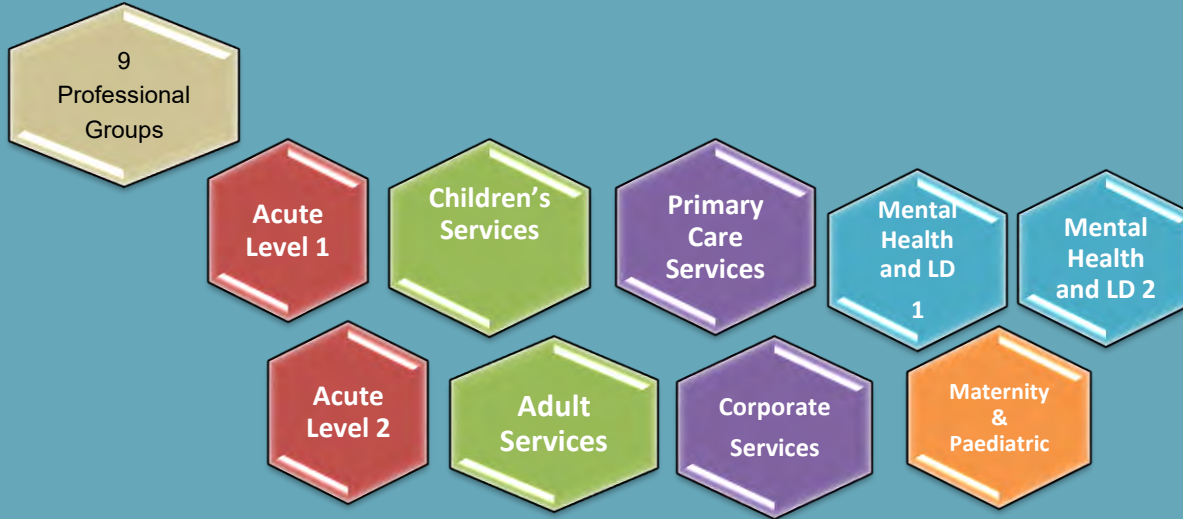 9
Professional
Groups
Acute
Level 1
Children’s
Services
Primary
Care
Services
Mental
Health
and LD
1
Mental
Health
and LD 2
Acute
Level 2
Adult
Services
Corporate
Services
Maternity
&
Paediatric